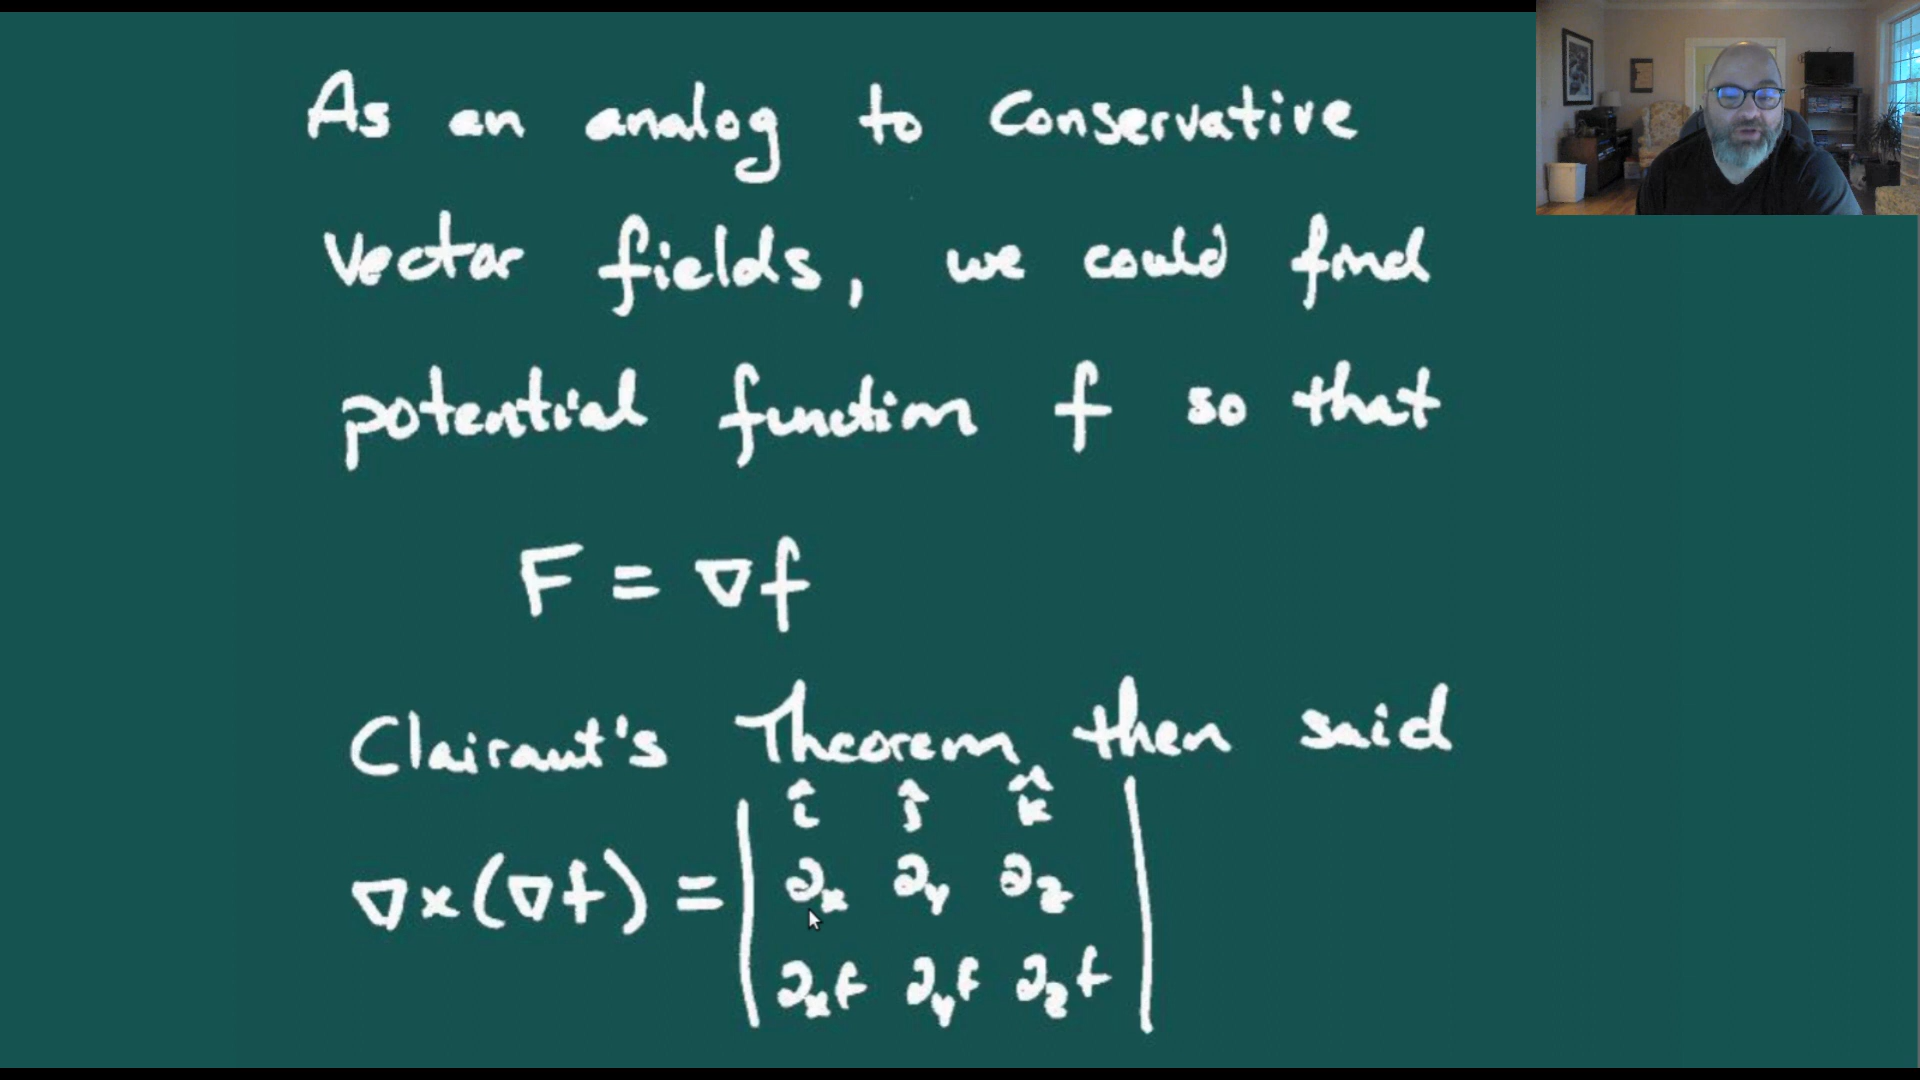 As an analog to Conservative
vector fields, we could find
potential function f so that
F = ∇f
Clairaut's Theorem then said
î ĵ k̂
∇×(∇f) = | ∂x ∂y ∂z |
∂xf ∂yf ∂zf